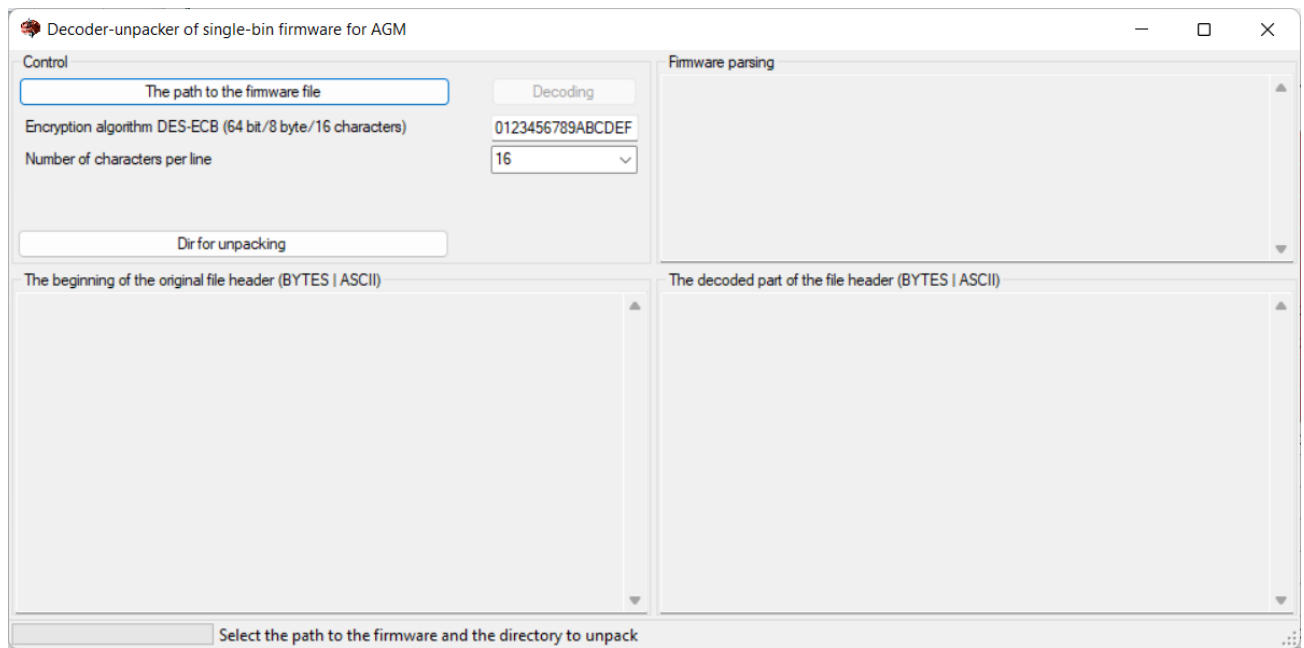 Decoder-unpacker of single-bin firmware for AGM
Control
The path to the firmware file
Decoding
Encryption algorithm DES-ECB (64 bit/8 byte/16 characters)
0123456789ABCDEF
Number of characters per line
16
Dir for unpacking
Firmware parsing
The beginning of the original file header (BYTES | ASCII)
The decoded part of the file header (BYTES | ASCII)
Select the path to the firmware and the directory to unpack